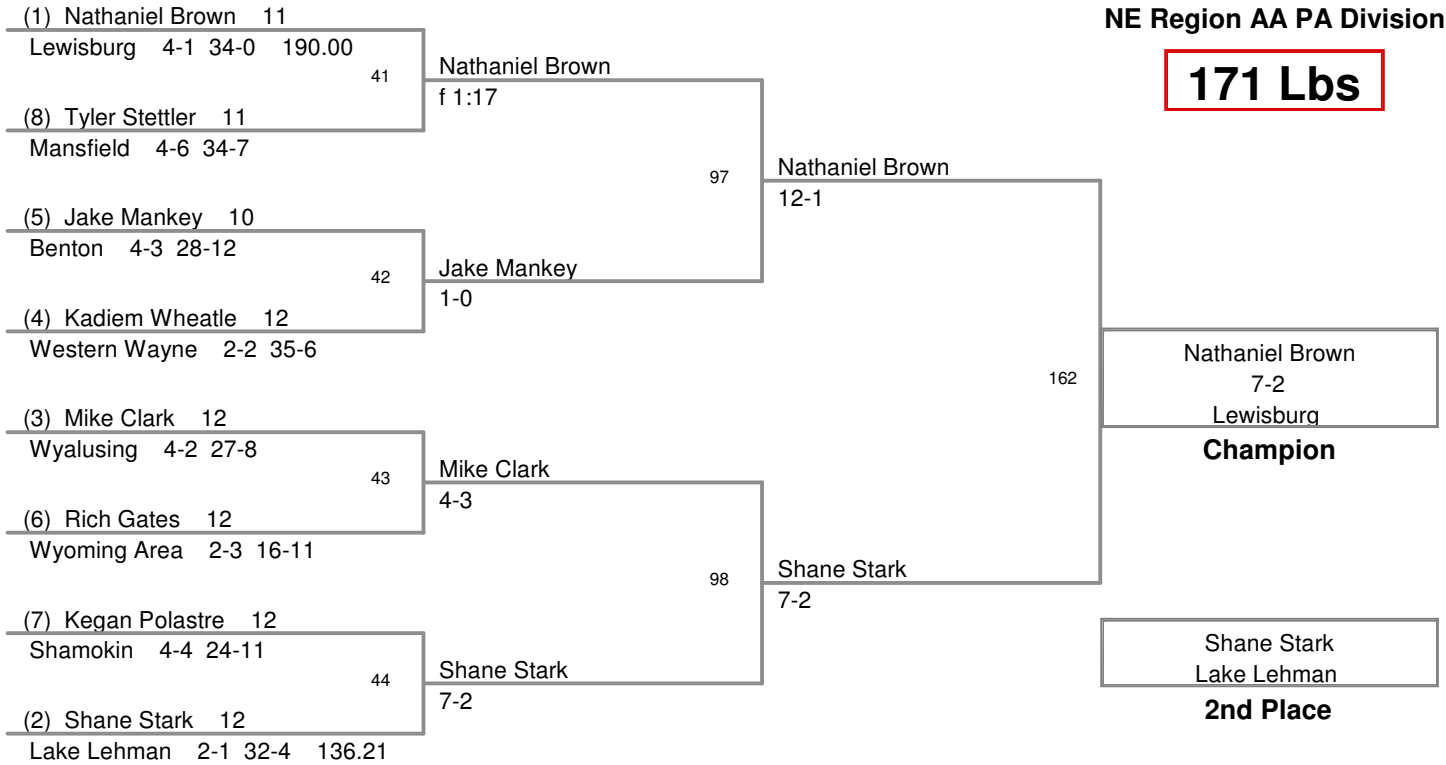 (1) Nathaniel Brown 11
Lewisburg 4-1 34-0 190.00
41
(8) Tyler Stettler 11
Mansfield 4-6 34-7
(5) Jake Mankey 10
Benton 4-3 28-12
42
(4) Kadiem Wheatle 12
Western Wayne 2-2 35-6
(3) Mike Clark 12
Wyalusing 4-2 27-8
43
(6) Rich Gates 12
Wyoming Area 2-3 16-11
(7) Kegan Polastre 12
Shamokin 4-4 24-11
44
(2) Shane Stark 12
Lake Lehman 2-1 32-4 136.21
Nathaniel Brown
f 1:17
97
Jake Mankey
1-0
Mike Clark
4-3
98
Shane Stark
7-2
Nathaniel Brown
12-1
162
Shane Stark
7-2
NE Region AA PA Division
171 Lbs
Nathaniel Brown
7-2
Lewisburg
Champion
Shane Stark
Lake Lehman
2nd Place